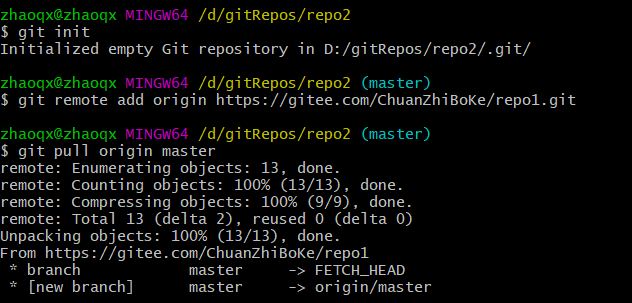 zhaoqx@zhaoqx MINGW64 /d/gitRepos/repo2
$ git init
Initialized empty Git repository in D:/gitRepos/repo2/.git/
zhaoqx@zhaoqx MINGW64 /d/gitRepos/repo2 (master)
$ git remote add origin https://gitee.com/ChuanZhiBoKe/repo1.git
zhaoqx@zhaoqx MINGW64 /d/gitRepos/repo2 (master)
$ git pull origin master
remote: Enumerating objects: 13, done.
remote: Counting objects: 100% (13/13), done.
remote: Compressing objects: 100% (9/9), done.
remote: Total 13 (delta 2), reused 0 (delta 0)
Unpacking objects: 100% (13/13), done.
From https://gitee.com/ChuanZhiBoKe/repo1
 * branch            master     -> FETCH_HEAD
 * [new branch]      master     -> origin/master